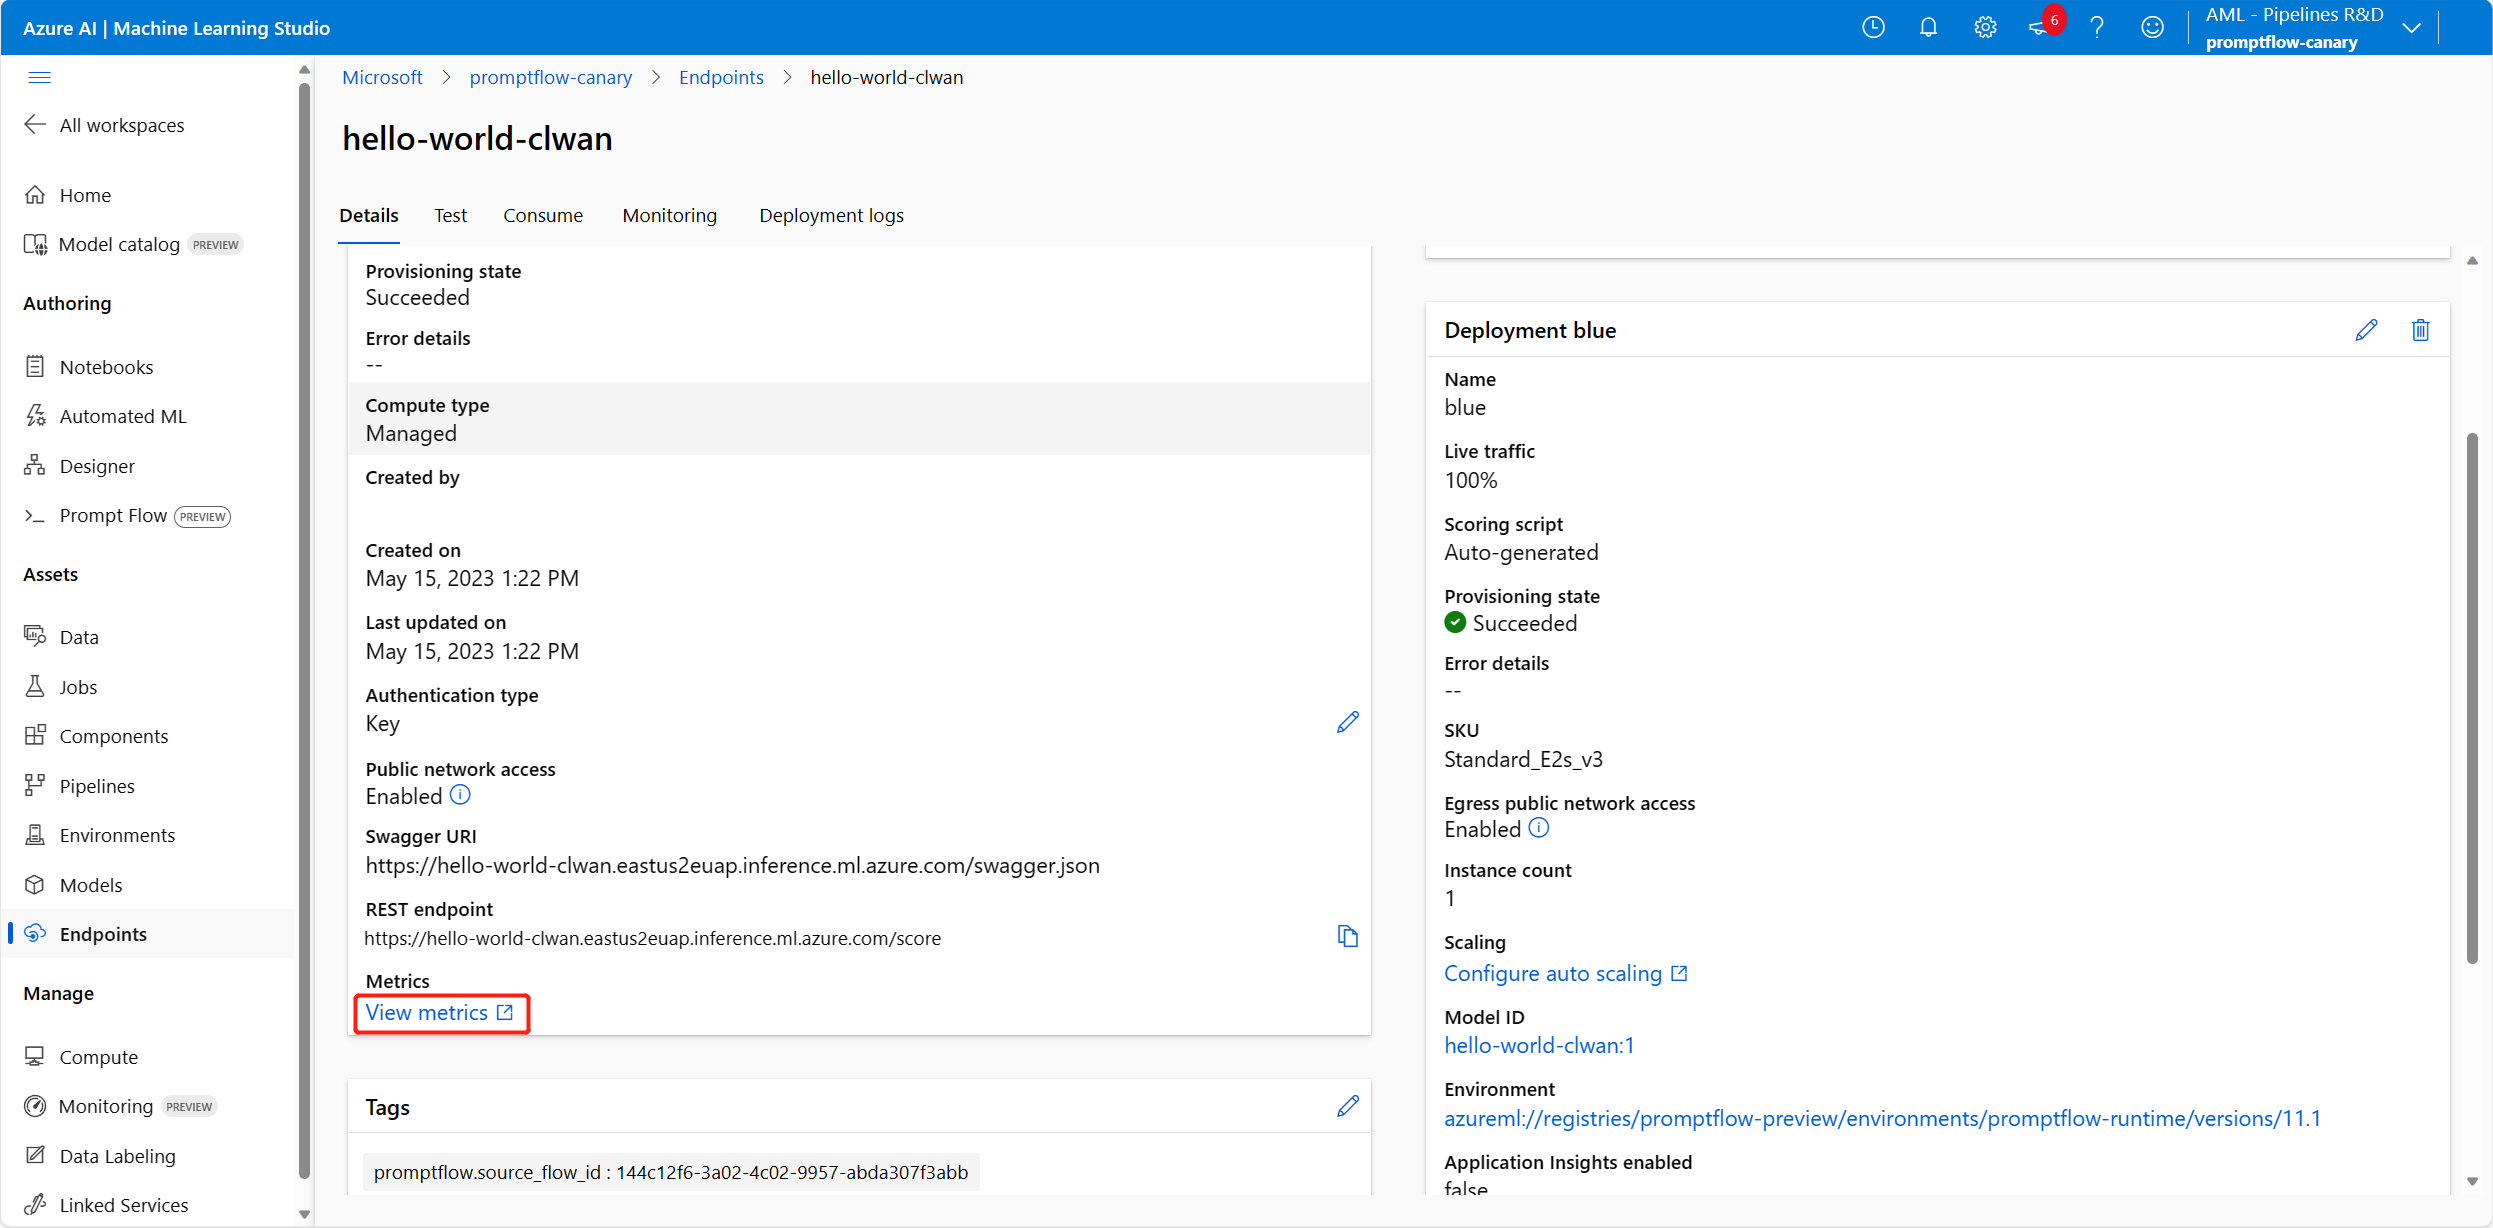 Azure AI | Machine Learning Studio
6
AML - Pipelines R&D
promptflow-canary
All workspaces
Home
Model catalog PREVIEW
Authoring
Notebooks
Automated ML
Designer
Prompt Flow PREVIEW
Assets
Data
Jobs
Components
Pipelines
Environments
Models
Endpoints
Manage
Compute
Monitoring PREVIEW
Data Labeling
Linked Services
Microsoft > promptflow-canary > Endpoints > hello-world-clwan
hello-world-clwan
Details Test Consume Monitoring Deployment logs
Provisioning state
Succeeded
Error details
--
Compute type
Managed
Created by
Created on
May 15, 2023 1:22 PM
Last updated on
May 15, 2023 1:22 PM
Authentication type
Key
Public network access
Enabled
Swagger URI
https://hello-world-clwan.eastus2euap.inference.ml.azure.com/swagger.json
REST endpoint
https://hello-world-clwan.eastus2euap.inference.ml.azure.com/score
Metrics
View metrics
Tags
promptflow.source_flow_id : 144c12f6-3a02-4c02-9957-abda307f3abb
Deployment blue
Name
blue
Live traffic
100%
Scoring script
Auto-generated
Provisioning state
Succeeded
Error details
--
SKU
Standard_E2s_v3
Egress public network access
Enabled
Instance count
1
Scaling
Configure auto scaling
Model ID
hello-world-clwan:1
Environment
azureml://registries/promptflow-preview/environments/promptflow-runtime/versions/11.1
Application Insights enabled
false